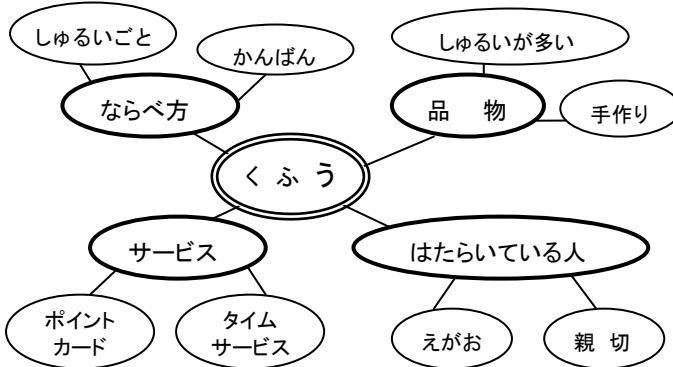 しゅるいごと
かんばん
しゅるいが多い
ならべ方
品 物
手作り
くふう
サービス
はたらいている人
ポイント
カード
タイム
サービス
えがお
親 切